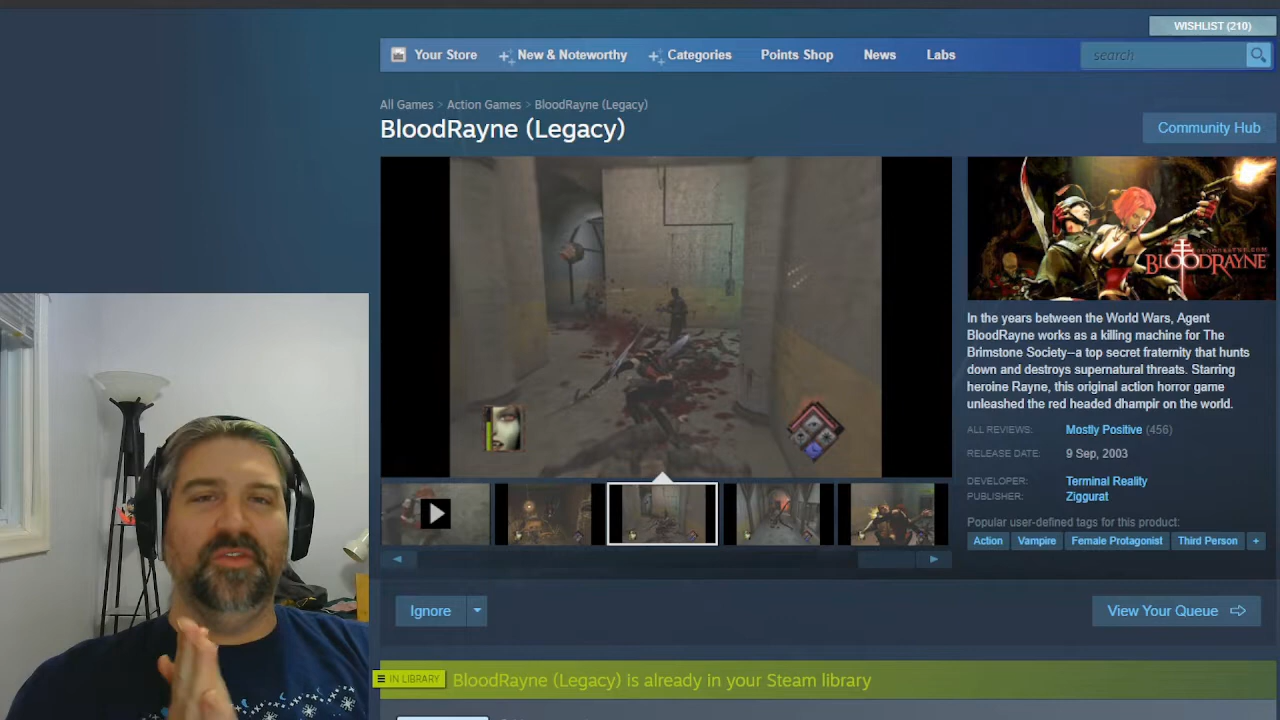 WISHLIST (210)
Your Store
New & Noteworthy
Categories
Points Shop
News
Labs
search
All Games > Action Games > BloodRayne (Legacy)
BloodRayne (Legacy)
Community Hub
BLOODRAYNE
In the years between the World Wars, Agent
BloodRayne works as a killing machine for The
Brimstone Society—a top secret fraternity that hunts
down and destroys supernatural threats. Starring
heroine Rayne, this original action horror game
unleashed the red headed dhampir on the world.
ALL REVIEWS: Mostly Positive (456)
RELEASE DATE: 9 Sep, 2003
DEVELOPER: Terminal Reality
PUBLISHER: Ziggurat
Popular user-defined tags for this product:
Action Vampire Female Protagonist Third Person +
Ignore
View Your Queue
IN LIBRARY
BloodRayne (Legacy) is already in your Steam library